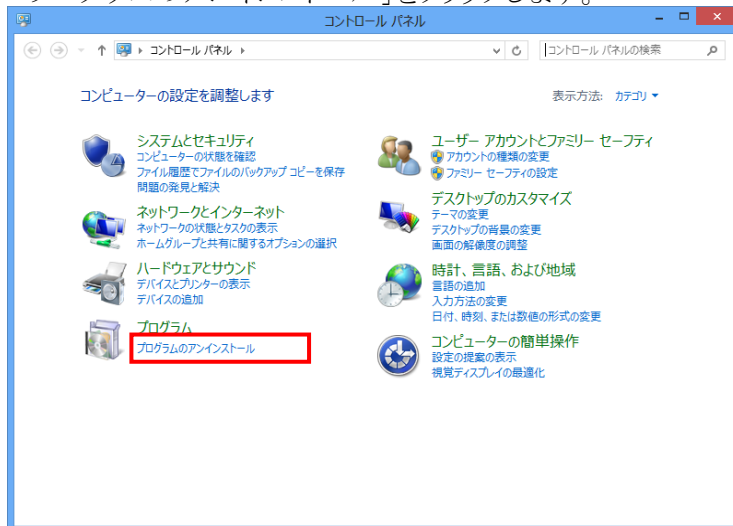 」をクリックします。
コントロール パネル
コントロール パネル
コントロール パネルの検索
コンピューターの設定を調整します
表示方法: カテゴリ
システムとセキュリティ
コンピューターの状態を確認
ファイル履歴でファイルのバックアップ コピーを保存
問題の発見と解決
ネットワークとインターネット
ネットワークの状態とタスクの表示
ホームグループと共有に関するオプションの選択
ハードウェアとサウンド
デバイスとプリンターの表示
デバイスの追加
プログラム
プログラムのアンインストール
ユーザー アカウントとファミリー セーフティ
アカウントの種類の変更
ファミリー セーフティの設定
デスクトップのカスタマイズ
テーマの変更
デスクトップの背景の変更
画面の解像度の調整
時計、言語、および地域
言語の追加
入力方法の変更
日付、時刻、または数値の形式の変更
コンピューターの簡単操作
設定の提案の表示
視覚ディスプレイの最適化